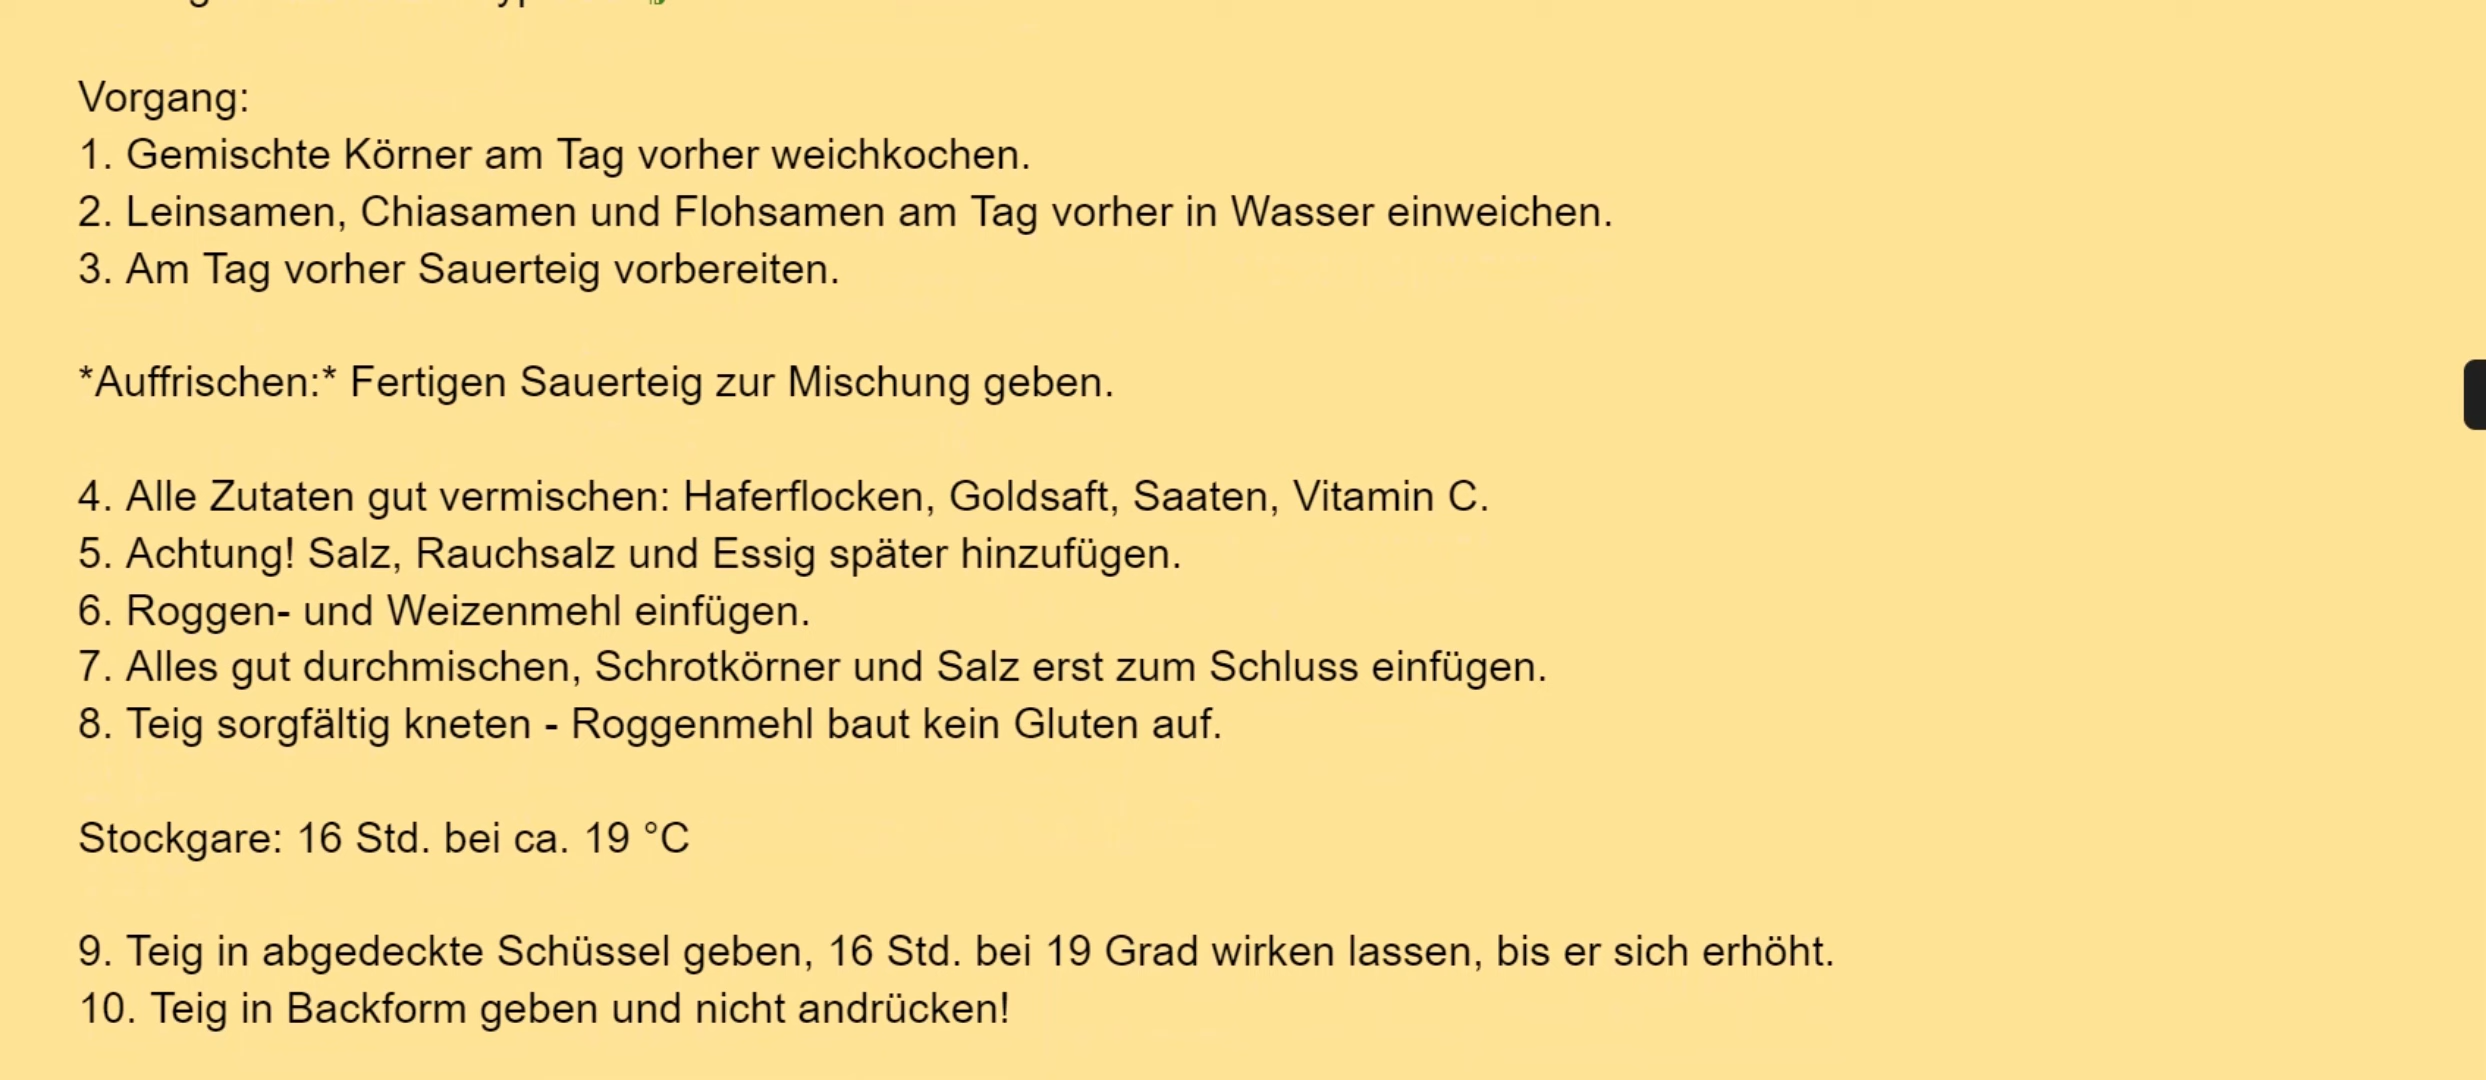 Vorgang:
1. Gemischte Körner am Tag vorher weichkochen.
2. Leinsamen, Chiasamen und Flohsamen am Tag vorher in Wasser einweichen.
3. Am Tag vorher Sauerteig vorbereiten.
*Auffrischen:* Fertigen Sauerteig zur Mischung geben.
4. Alle Zutaten gut vermischen: Haferflocken, Goldsaft, Saaten, Vitamin C.
5. Achtung! Salz, Rauchsalz und Essig später hinzufügen.
6. Roggen- und Weizenmehl einfügen.
7. Alles gut durchmischen, Schrotkörner und Salz erst zum Schluss einfügen.
8. Teig sorgfältig kneten - Roggenmehl baut kein Gluten auf.
Stockgare: 16 Std. bei ca. 19 °C
9. Teig in abgedeckte Schüssel geben, 16 Std. bei 19 Grad wirken lassen, bis er sich erhöht.
10. Teig in Backform geben und nicht andrücken!